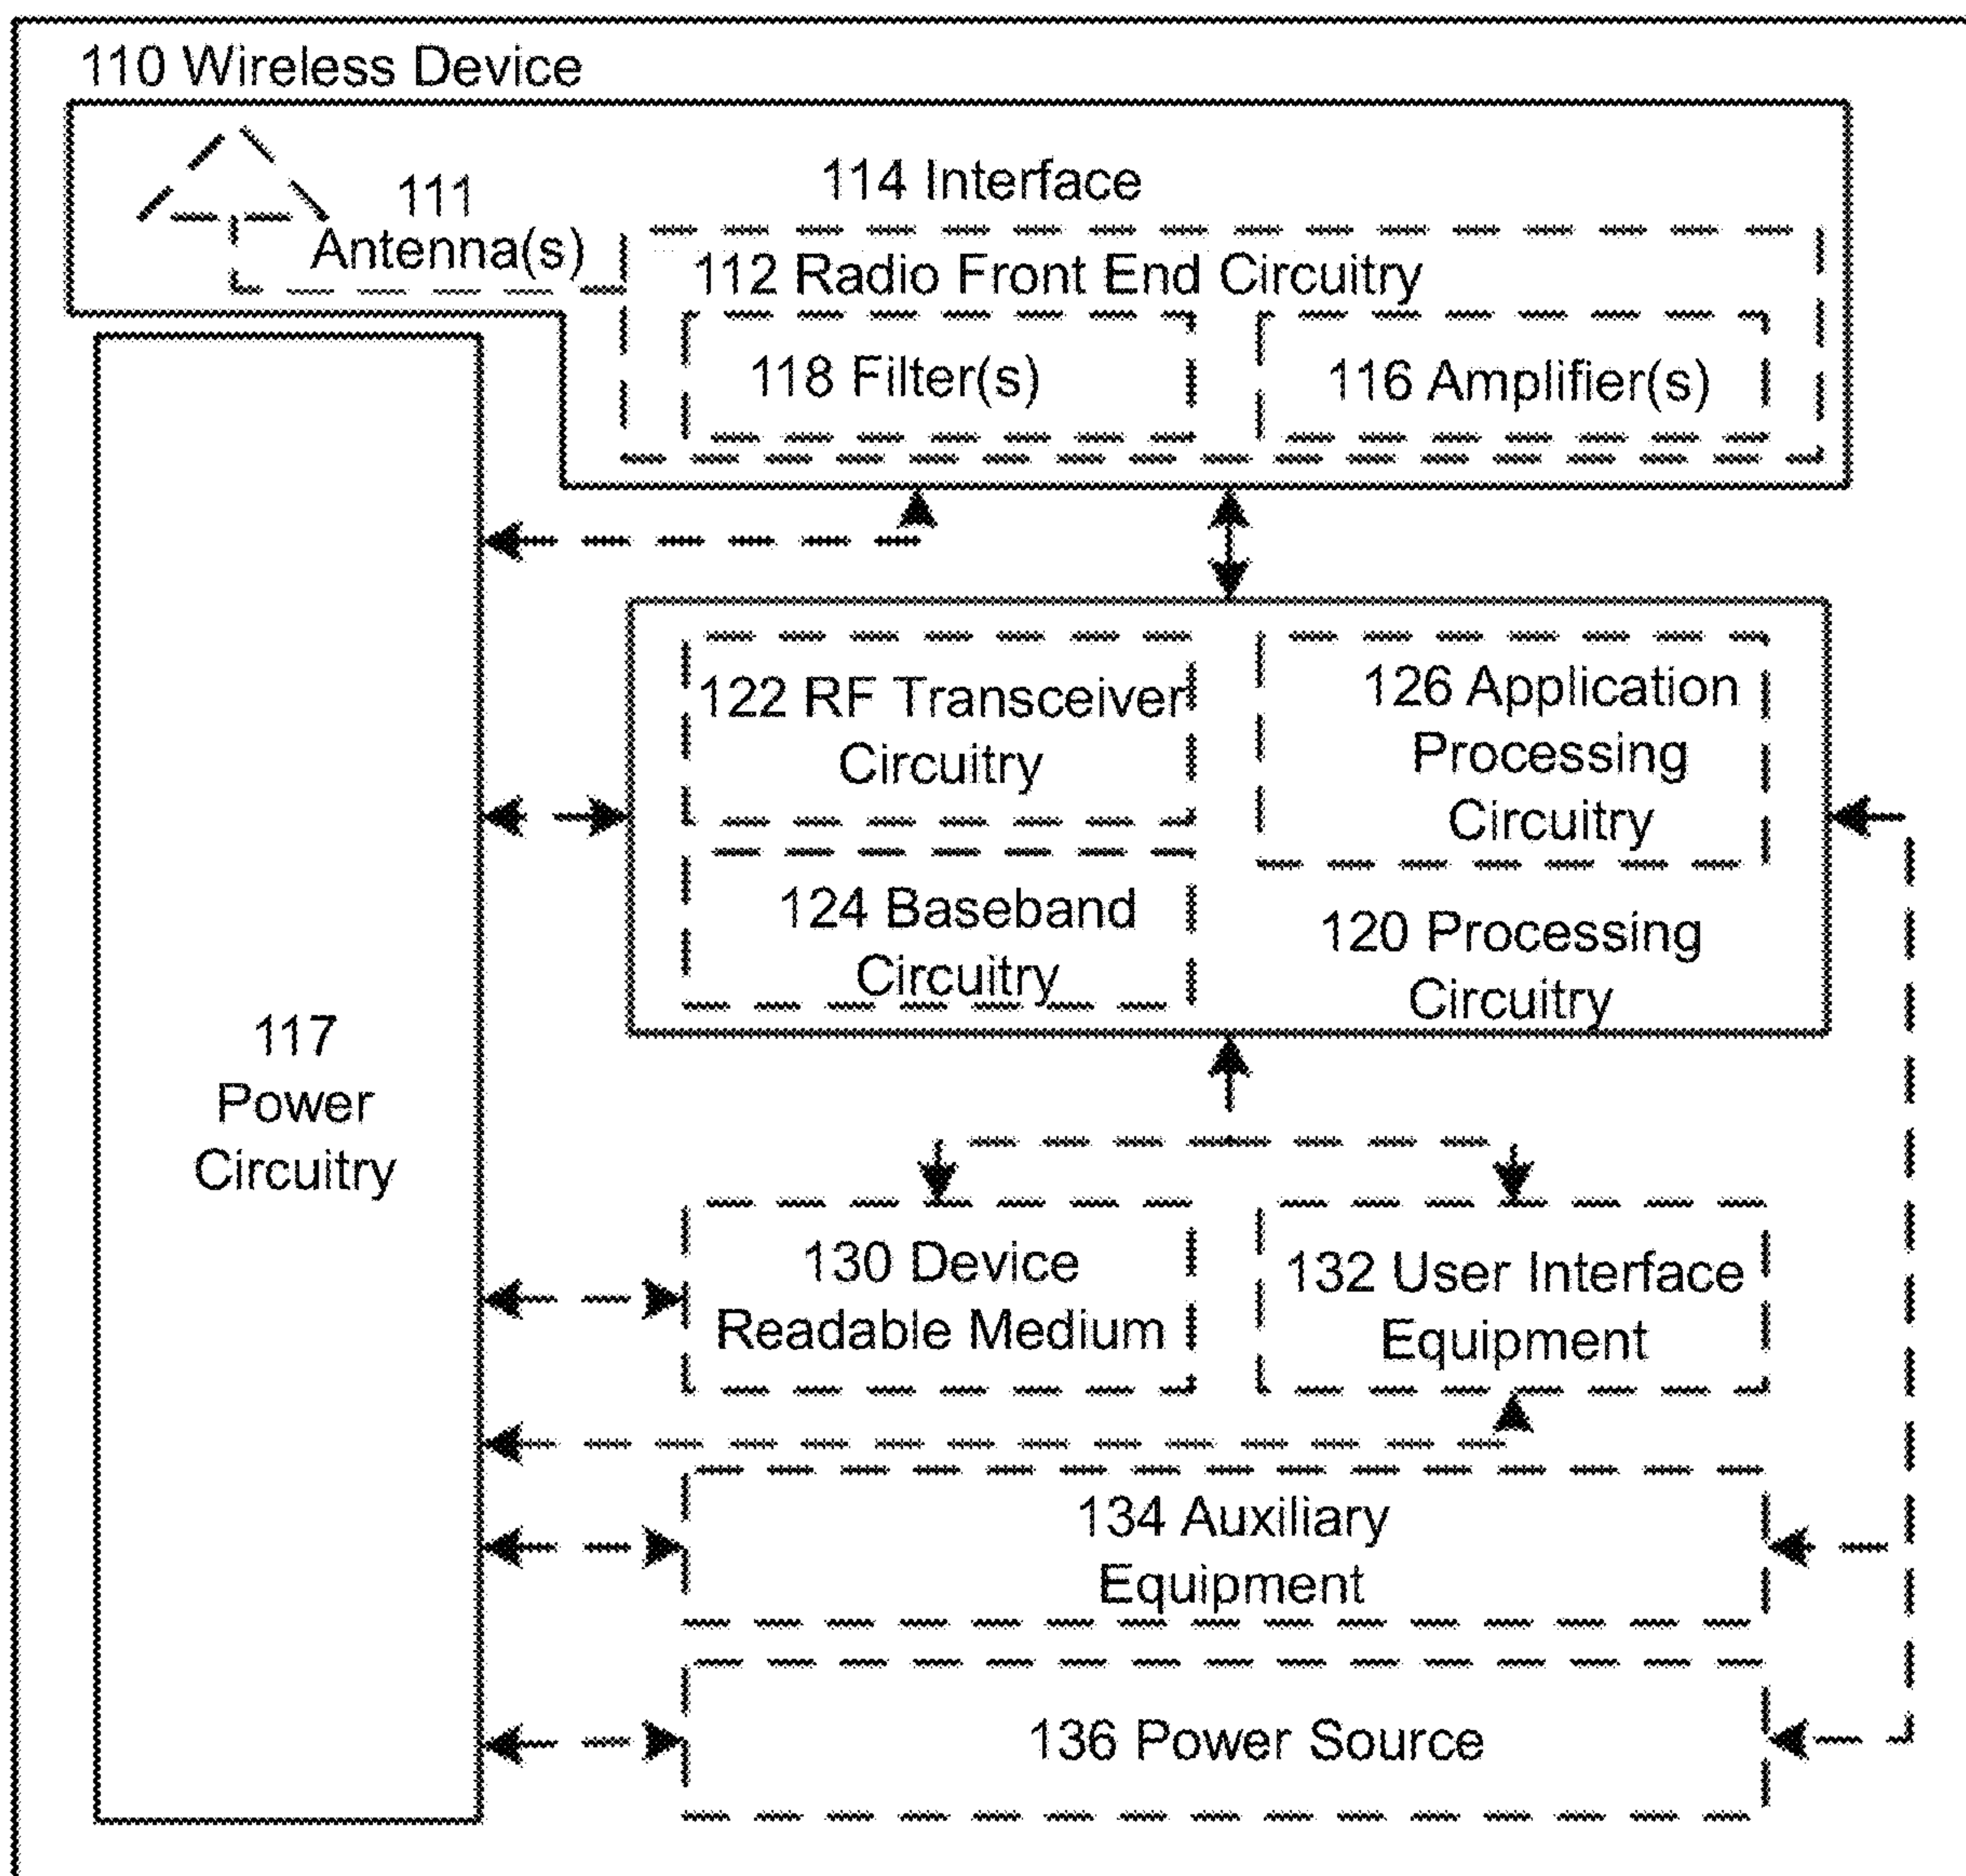 110 Wireless Device
111
Antenna(s)
114 Interface
112 Radio Front End Circuitry
118 Filter(s)
116 Amplifier(s)
122 RF Transceiver
Circuitry
126 Application
Processing
Circuitry
124 Baseband
Circuitry
120 Processing
Circuitry
117
Power
Circuitry
130 Device
Readable Medium
132 User Interface
Equipment
134 Auxiliary
Equipment
136 Power Source